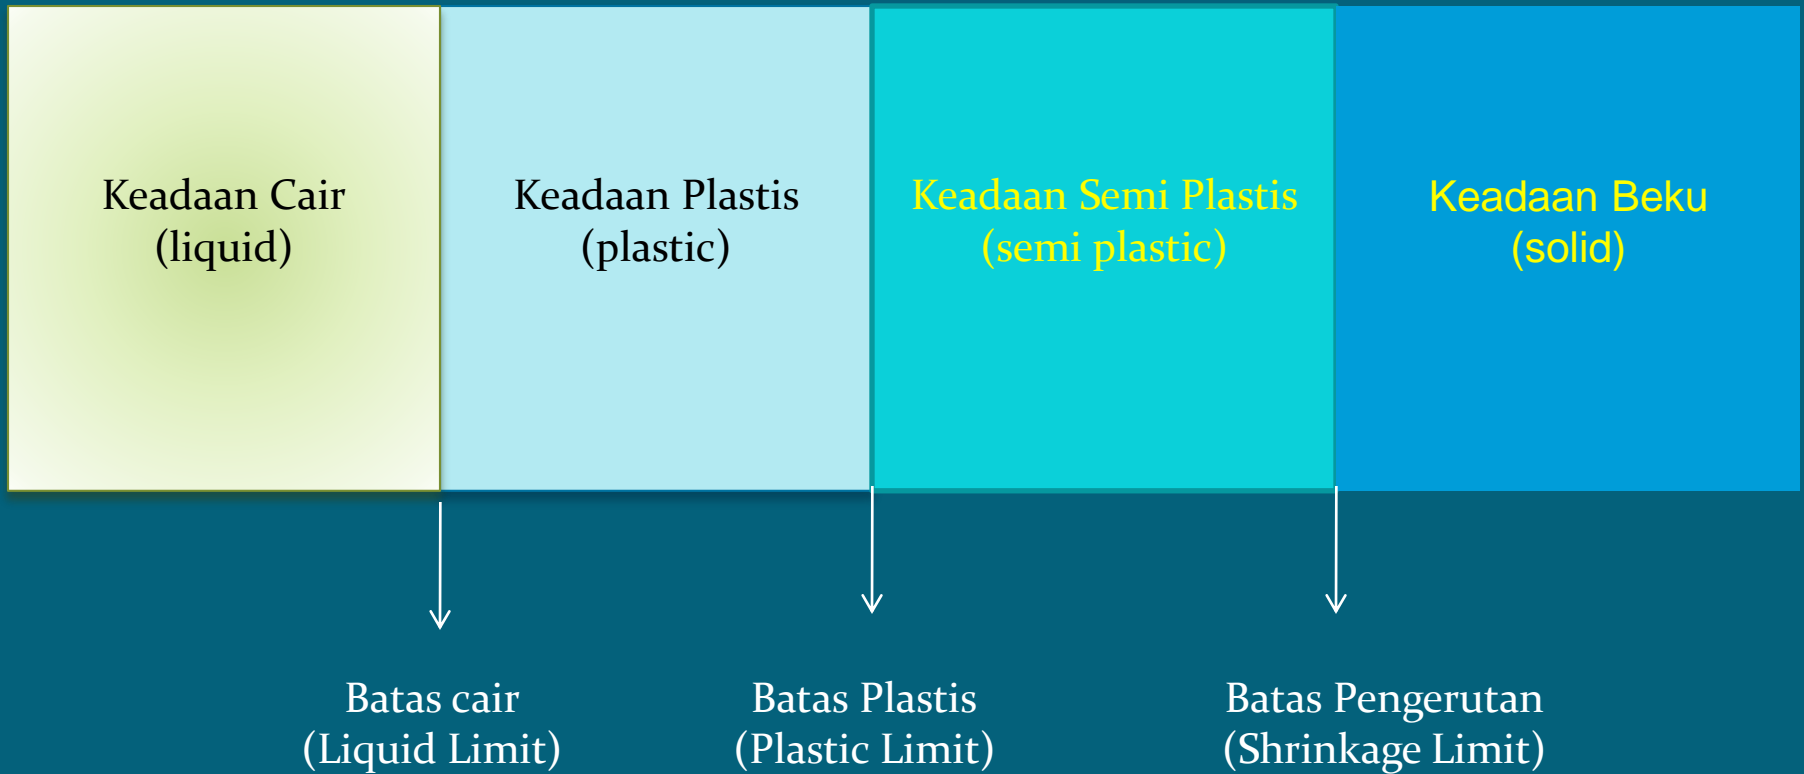 Keadaan Cair
(liquid)
Keadaan Plastis
(plastic)
Keadaan Semi Plastis
(semi plastic)
Keadaan Beku
(solid)
Batas cair
(Liquid Limit)
Batas Plastis
(Plastic Limit)
Batas Pengerutan
(Shrinkage Limit)